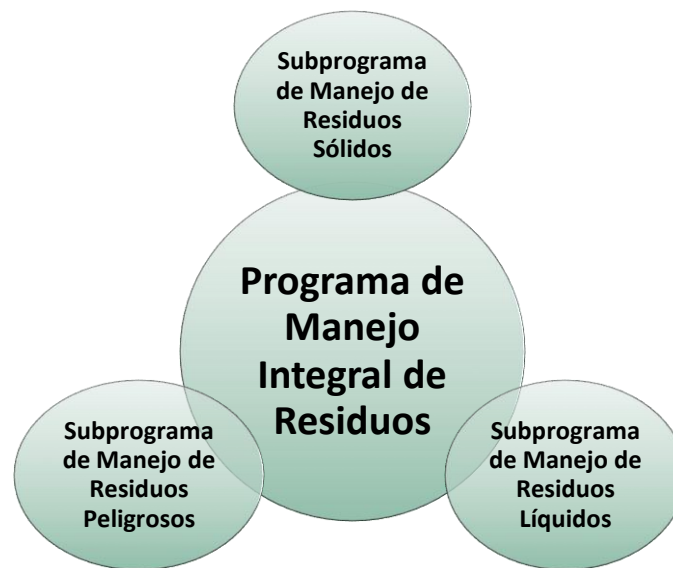 Subprograma
de Manejo de
Residuos
Sólidos
Programa de
Manejo
Integral de
Residuos
Subprograma
de Manejo de
Residuos
Peligrosos
Subprograma
de Manejo de
Residuos
Líquidos